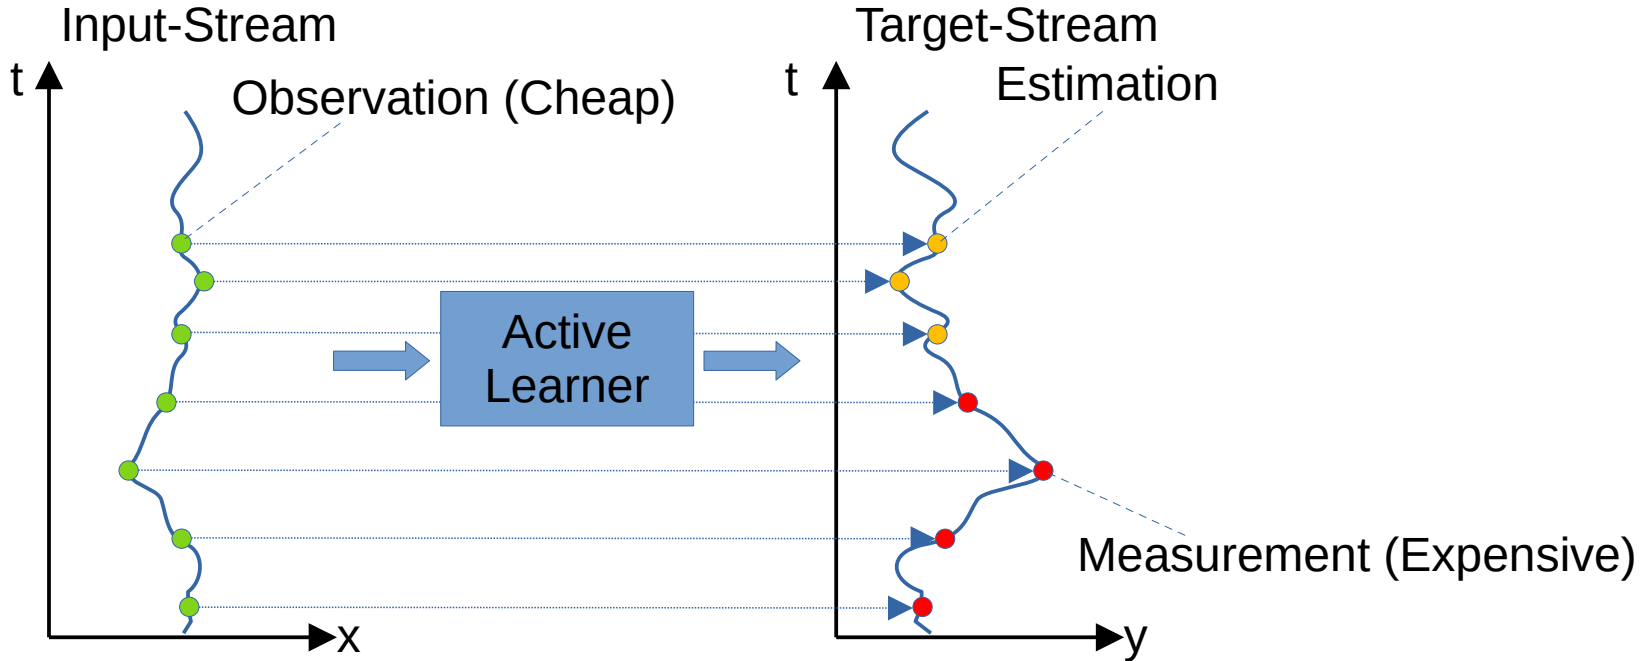 Input-Stream
Target-Stream
t
Observation (Cheap)
t
Estimation
Active
Learner
Measurement (Expensive)
x
y